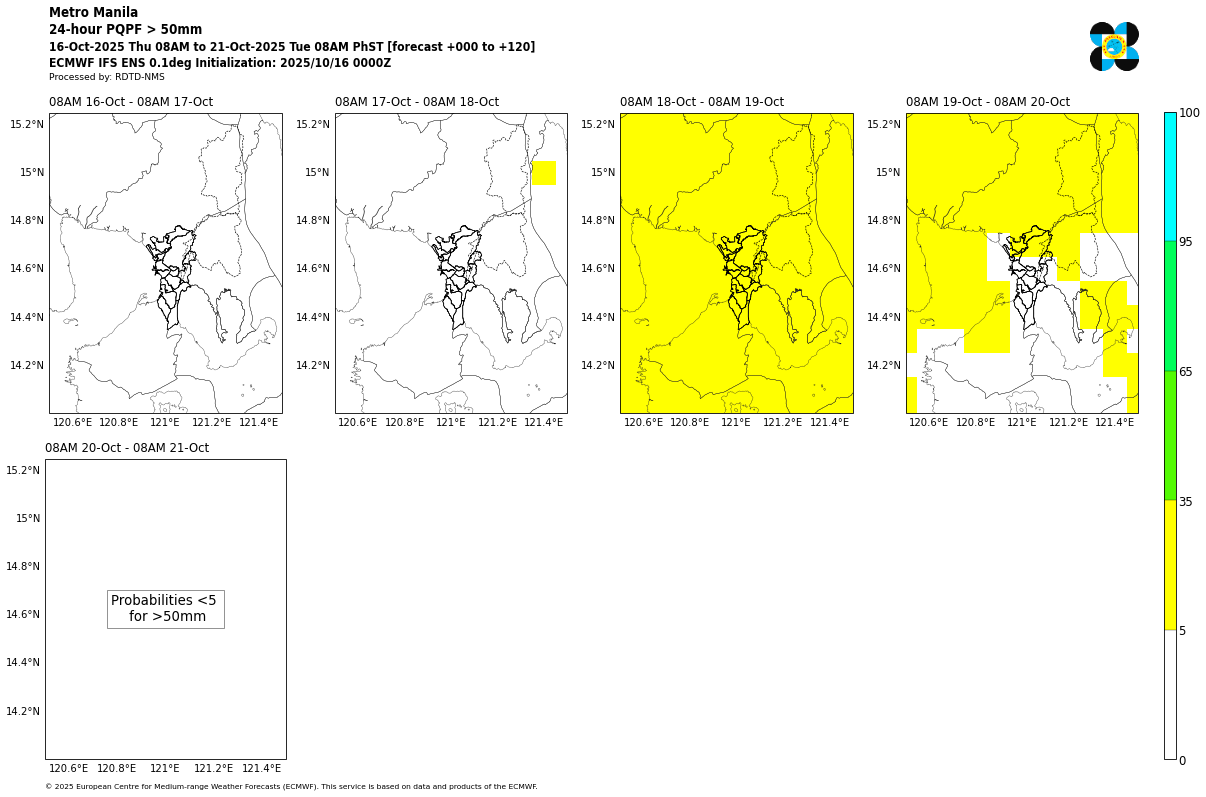 Metro Manila
24-hour PQPF > 50mm
16-Oct-2025 Thu 08AM to 21-Oct-2025 Tue 08AM PhST [forecast +000 to +120]
ECMWF IFS ENS 0.1deg Initialization: 2025/10/16 0000Z
Processed by: RDTD-NMS
08AM 16-Oct - 08AM 17-Oct
15.2°N
15°N
14.8°N
14.6°N
14.4°N
14.2°N
120.6°E 120.8°E 121°E 121.2°E 121.4°E
08AM 17-Oct - 08AM 18-Oct
15.2°N
15°N
14.8°N
14.6°N
14.4°N
14.2°N
120.6°E 120.8°E 121°E 121.2°E 121.4°E
08AM 18-Oct - 08AM 19-Oct
15.2°N
15°N
14.8°N
14.6°N
14.4°N
14.2°N
120.6°E 120.8°E 121°E 121.2°E 121.4°E
08AM 19-Oct - 08AM 20-Oct
15.2°N
15°N
14.8°N
14.6°N
14.4°N
14.2°N
120.6°E 120.8°E 121°E 121.2°E 121.4°E
100
95
65
35
5
0
08AM 20-Oct - 08AM 21-Oct
15.2°N
15°N
14.8°N
14.6°N
14.4°N
14.2°N
Probabilities <5
for >50mm
120.6°E 120.8°E 121°E 121.2°E 121.4°E
© 2025 European Centre for Medium-range Weather Forecasts (ECMWF). This service is based on data and products of the ECMWF.